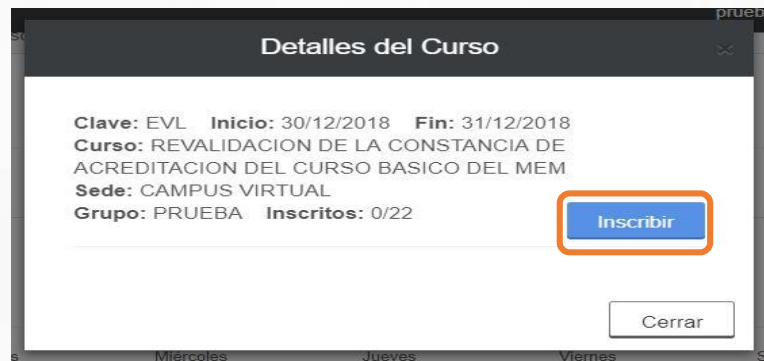 prueb
Detalles del Curso
×
Clave: EVL Inicio: 30/12/2018 Fin: 31/12/2018
Curso: REVALIDACION DE LA CONSTANCIA DE
ACREDITACION DEL CURSO BASICO DEL MEM
Sede: CAMPUS VIRTUAL
Grupo: PRUEBA Inscritos: 0/22
Inscribir
Cerrar
s Miércoles Jueves Viernes S